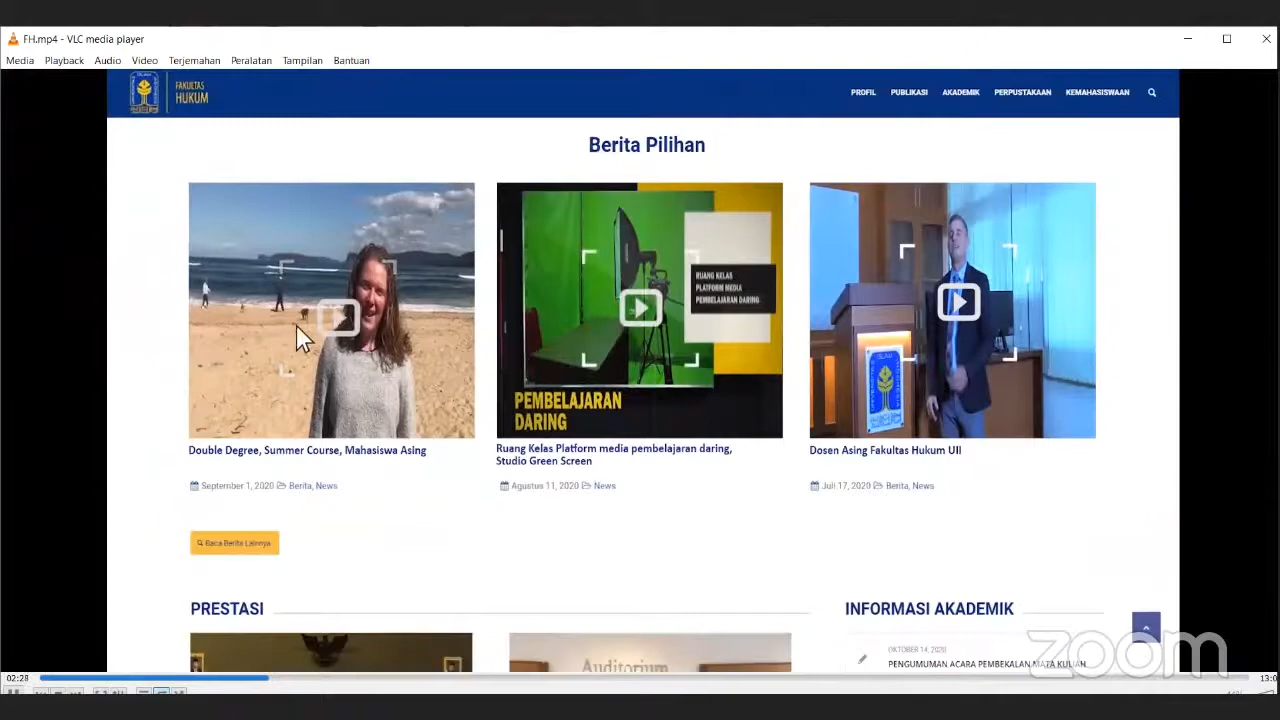 FH.mp4 - VLC media player
Media Playback Audio Video Terjemahan Peralatan Tampilan Bantuan
FAKULTAS
HUKUM
PROFIL PUBLIKASI AKADEMIK PERPUSTAKAAN KEMAHASISWAAN
Berita Pilihan
RUANG KELAS
PLATFORM MEDIA
PEMBELAJARAN DARING
PEMBELAJARAN
DARING
Double Degree, Summer Course, Mahasiswa Asing
September 1, 2020 Berita, News
Ruang Kelas Platform media pembelajaran daring,
Studio Green Screen
Agustus 11, 2020 News
Dosen Asing Fakultas Hukum UII
Juli 17, 2020 Berita, News
Baca Berita Lainnya
PRESTASI
INFORMASI AKADEMIK
Auditorium
OKTOBER 14, 2020
PENGUMUMAN ACARA PEMBEKALAN MATA KULIAH
zoom
02:28